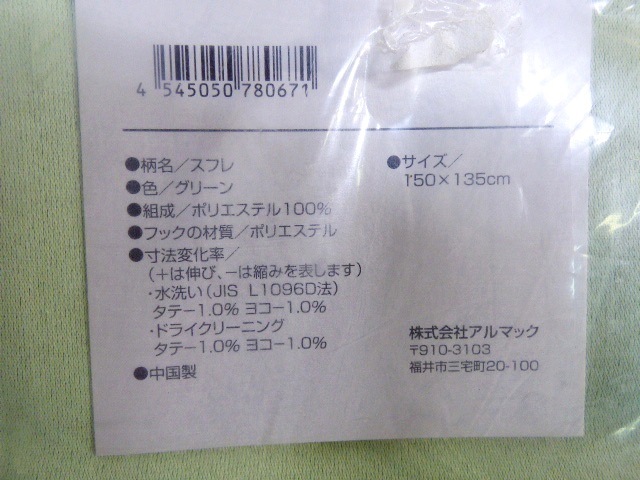 4 545050 780671
●柄名／スフレ
●色／グリーン
●組成／ポリエステル100%
●フックの材質／ポリエステル
●寸法変化率／
(＋は伸び、－は縮みを表します)
・水洗い(JIS L1096D法)
タテー1.0% ヨコー1.0%
・ドライクリーニング
タテー1.0% ヨコー1.0%
●中国製
●サイズ／
150×135cm
株式会社アルマック
〒910-3103
福井市三宅町20-100